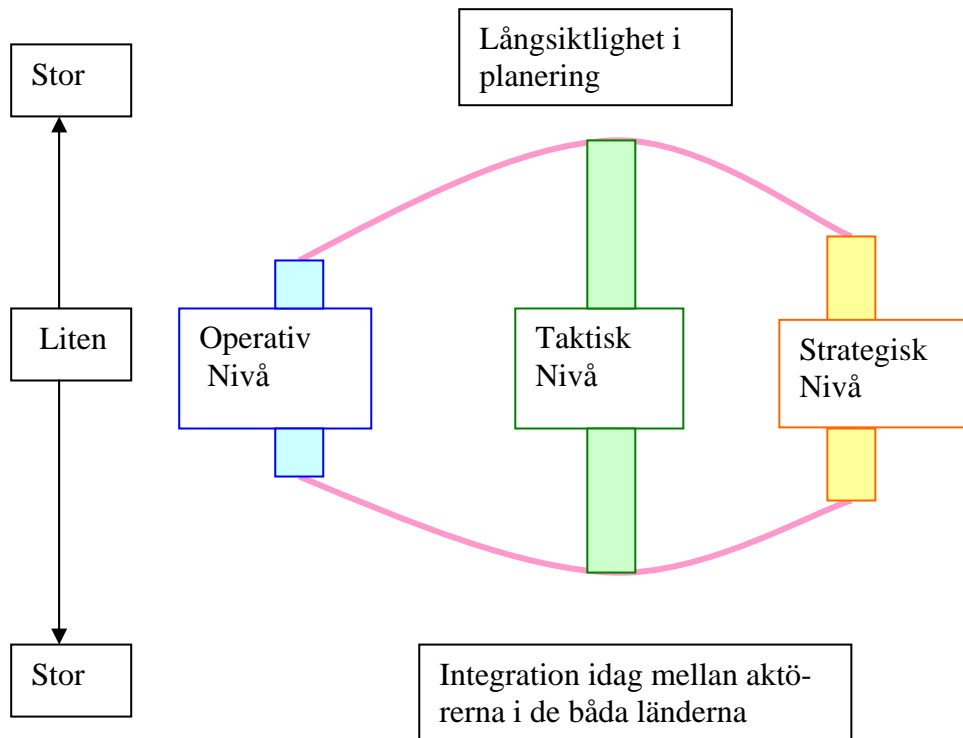 Långsiktlighet i
planering
Stor
Liten
Operativ
Nivå
Taktisk
Nivå
Strategisk
Nivå
Stor
Integration idag mellan aktö-
rerna i de båda länderna